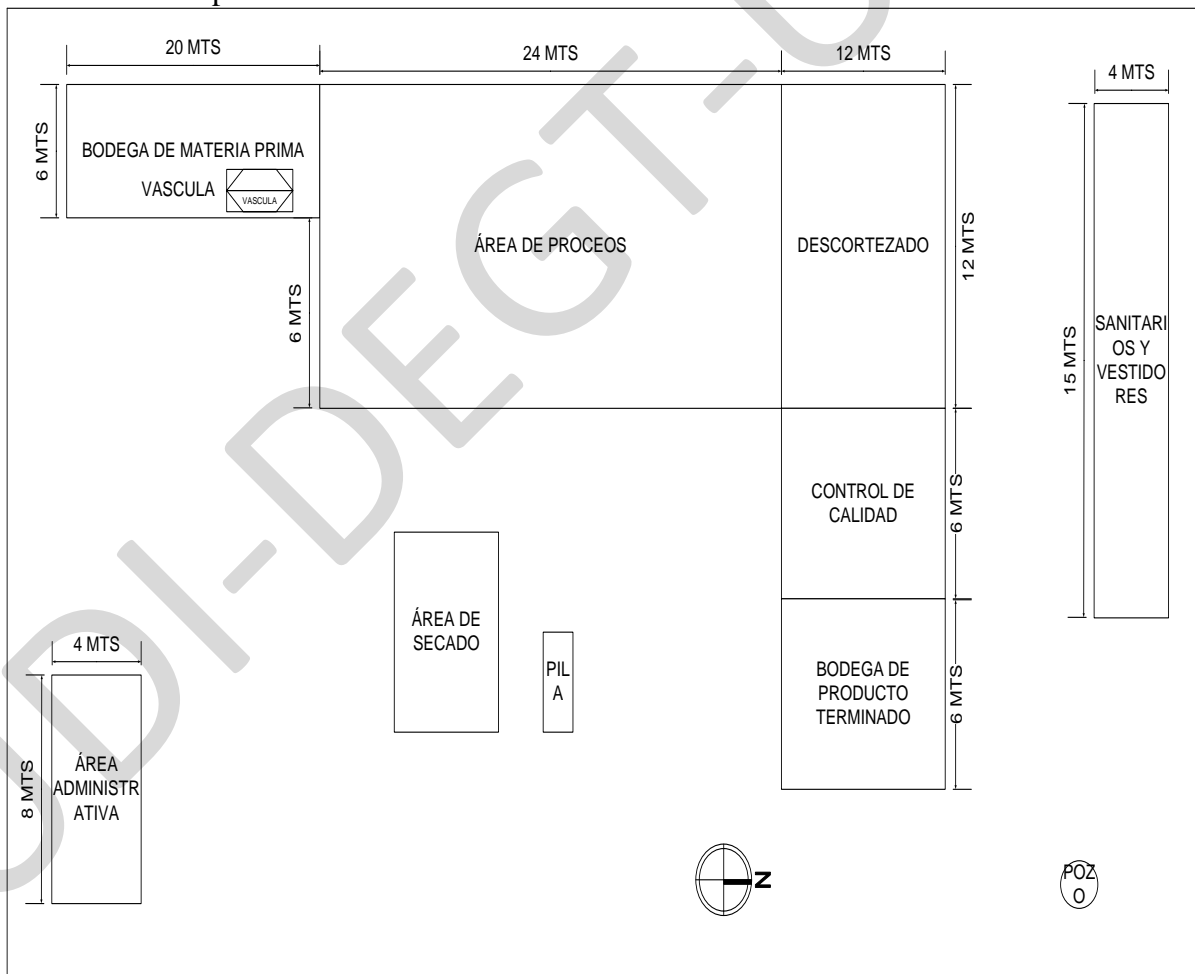 20 MTS
24 MTS
12 MTS
4 MTS
6 MTS
BODEGA DE MATERIA PRIMA
VASCULA
VASCULA
6 MTS
ÁREA DE PROCEOS
DESCORTEZADO
12 MTS
15 MTS
SANITARI
OS Y
VESTIDO
RES
CONTROL DE
CALIDAD
6 MTS
ÁREA DE
SECADO
PIL
A
BODEGA DE
PRODUCTO
TERMINADO
6 MTS
4 MTS
8 MTS
ÁREA
ADMINISTR
ATIVA
N
POZ
O
UDI-DEGT-U